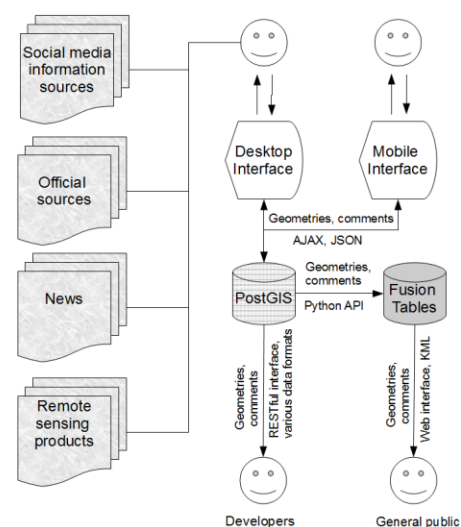 Social media
information
sources
Official
sources
News
Remote
sensing
products
Desktop
Interface
Mobile
Interface
Geometries, comments
AJAX, JSON
PostGIS
Geometries,
comments
Python API
Fusion
Tables
Geometries,
comments
RESTful interface,
various data formats
Geometries,
comments
Web interface, KML
Developers
General public